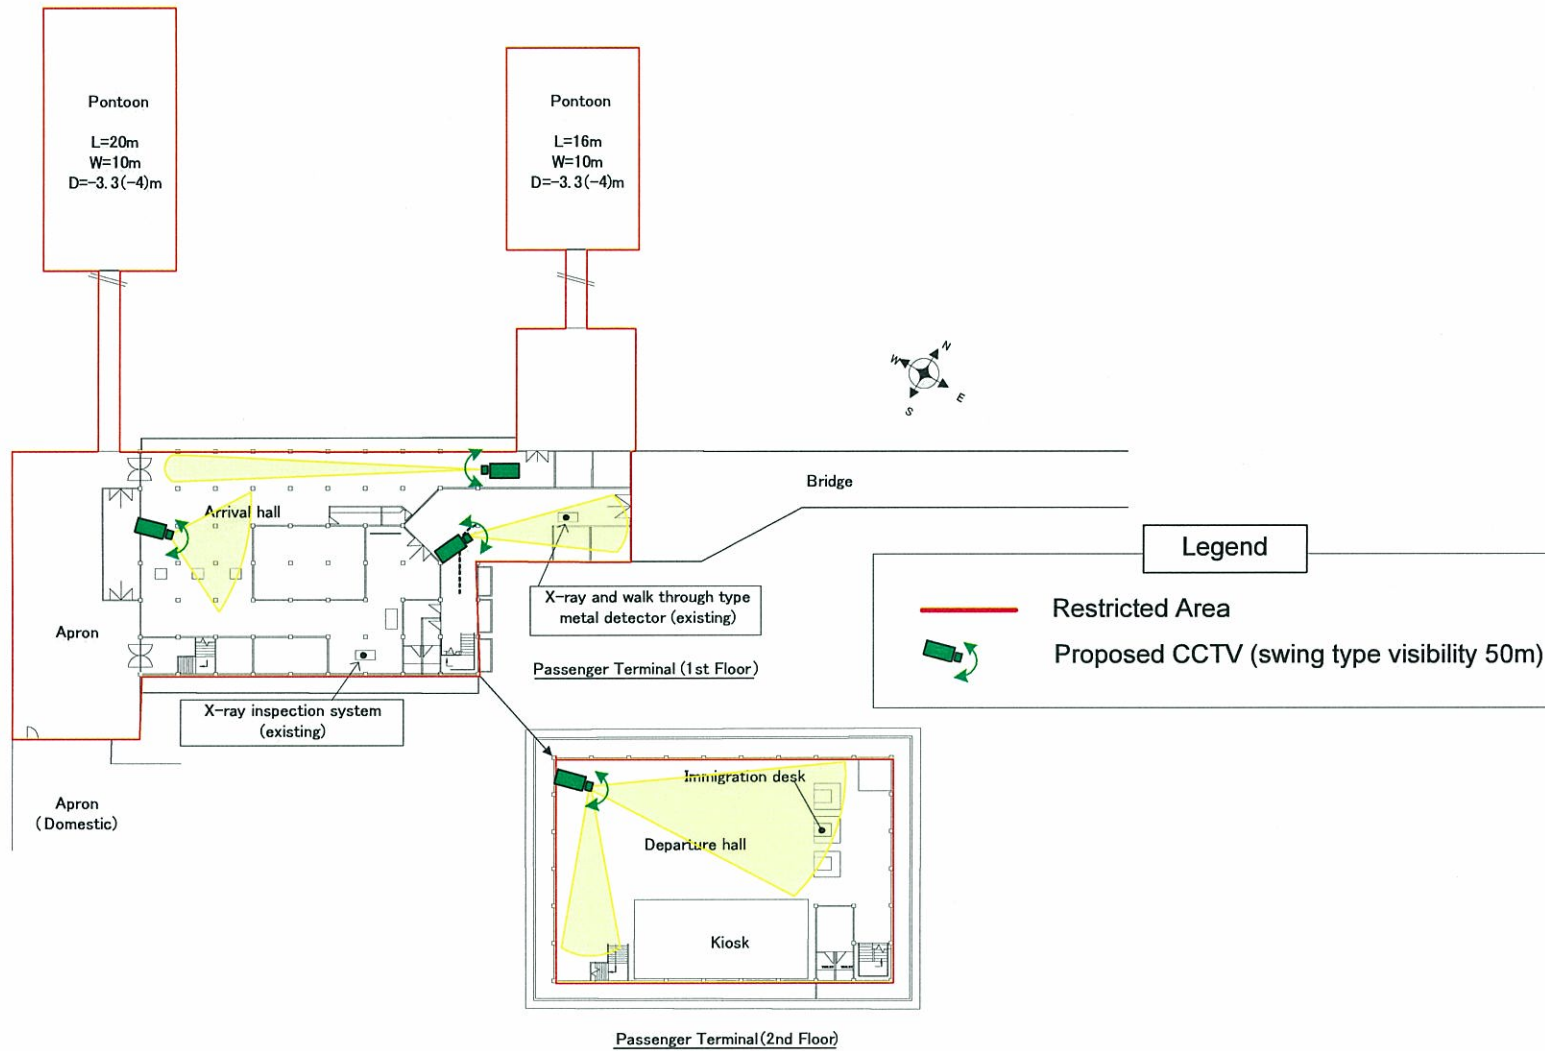 Pontoon
L=20m
W=10m
D=-3.3(-4)m
Pontoon
L=16m
W=10m
D=-3.3(-4)m
N
W
E
S
Bridge
Arrival hall
Legend
Restricted Area
Proposed CCTV (swing type visibility 50m)
X-ray and walk through type
metal detector (existing)
Apron
Passenger Terminal (1st Floor)
X-ray inspection system
(existing)
Immigration desk
Apron
(Domestic)
Departure hall
Kiosk
Passenger Terminal(2nd Floor)